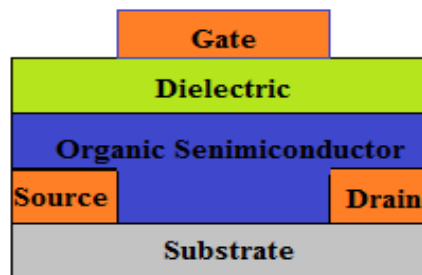 Gate
Dielectric
Organic Senimiconductor
Source Drain
Substrate